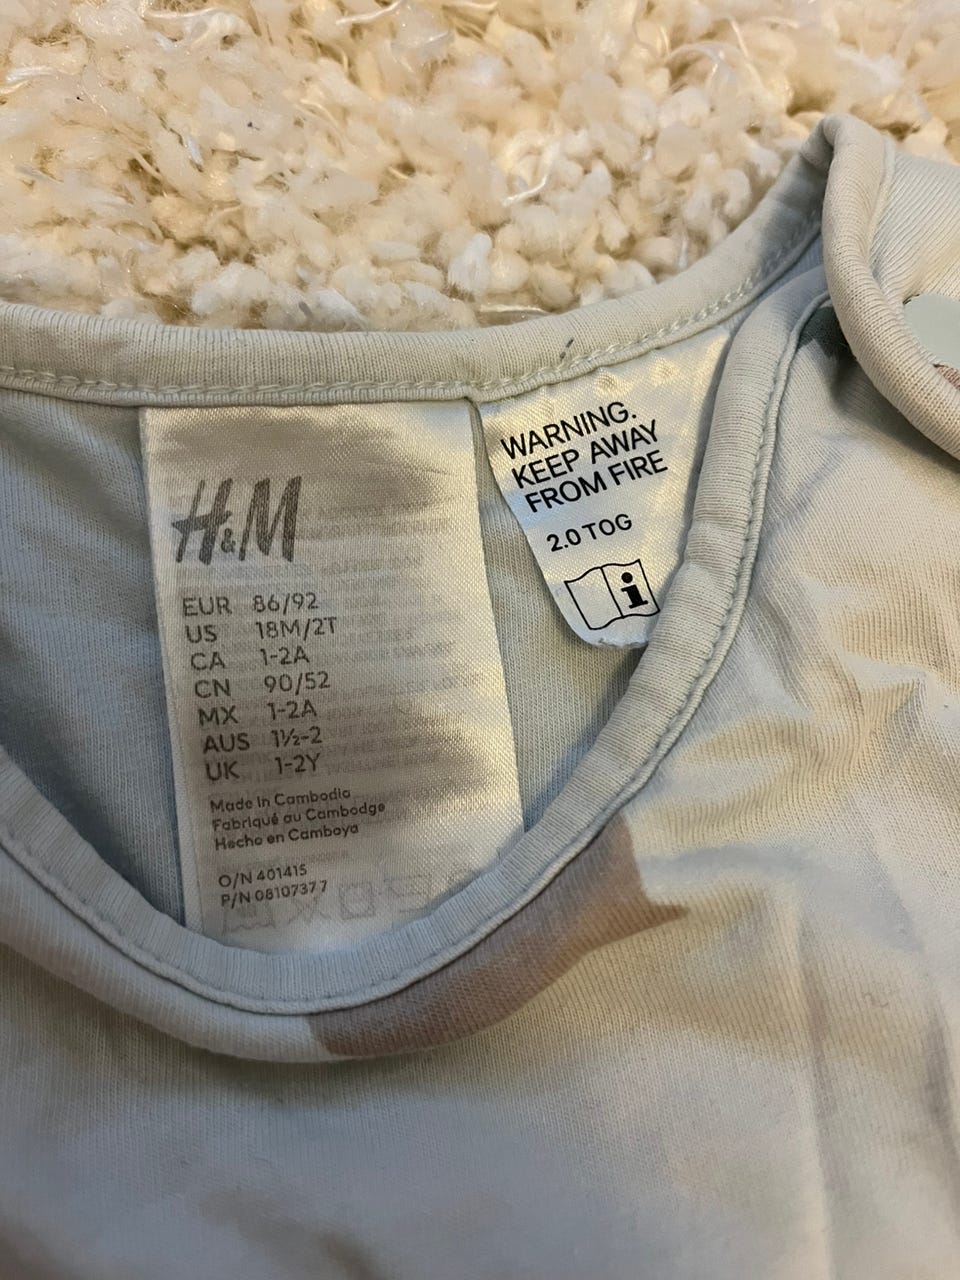 H&M
EUR 86/92
US 18M/2T
CA 1-2A
CN 90/52
MX 1-2A
AUS 1½-2
UK 1-2Y
Made in Cambodia
Fabriqué au Cambodge
Hecho en Camboya
O/N 401415
P/N 0810737 7
WARNING.
KEEP AWAY
FROM FIRE
2.0 TOG
i